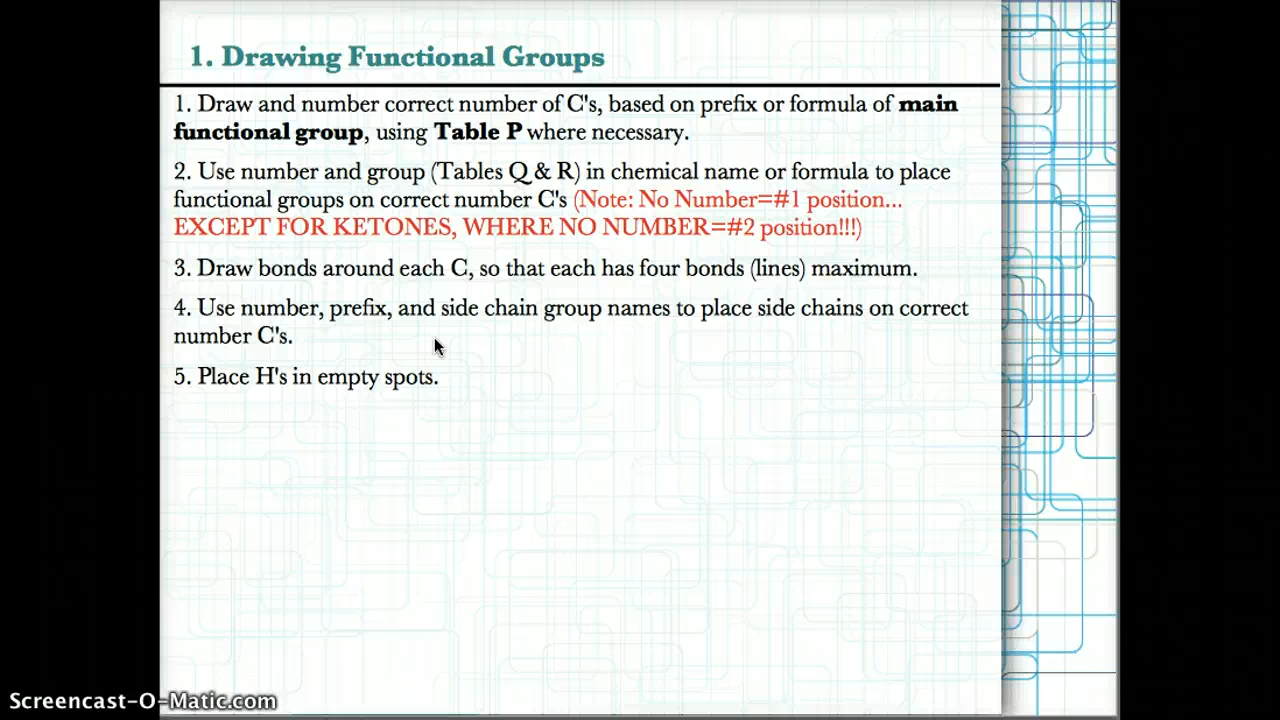 1. Drawing Functional Groups
1. Draw and number correct number of C's, based on prefix or formula of main
functional group, using Table P where necessary.
2. Use number and group (Tables Q & R) in chemical name or formula to place
functional groups on correct number C's (Note: No Number=#1 position...
EXCEPT FOR KETONES, WHERE NO NUMBER=#2 position!!!)
3. Draw bonds around each C, so that each has four bonds (lines) maximum.
4. Use number, prefix, and side chain group names to place side chains on correct
number C's.
5. Place H's in empty spots.
Screencast-O-Matic.com